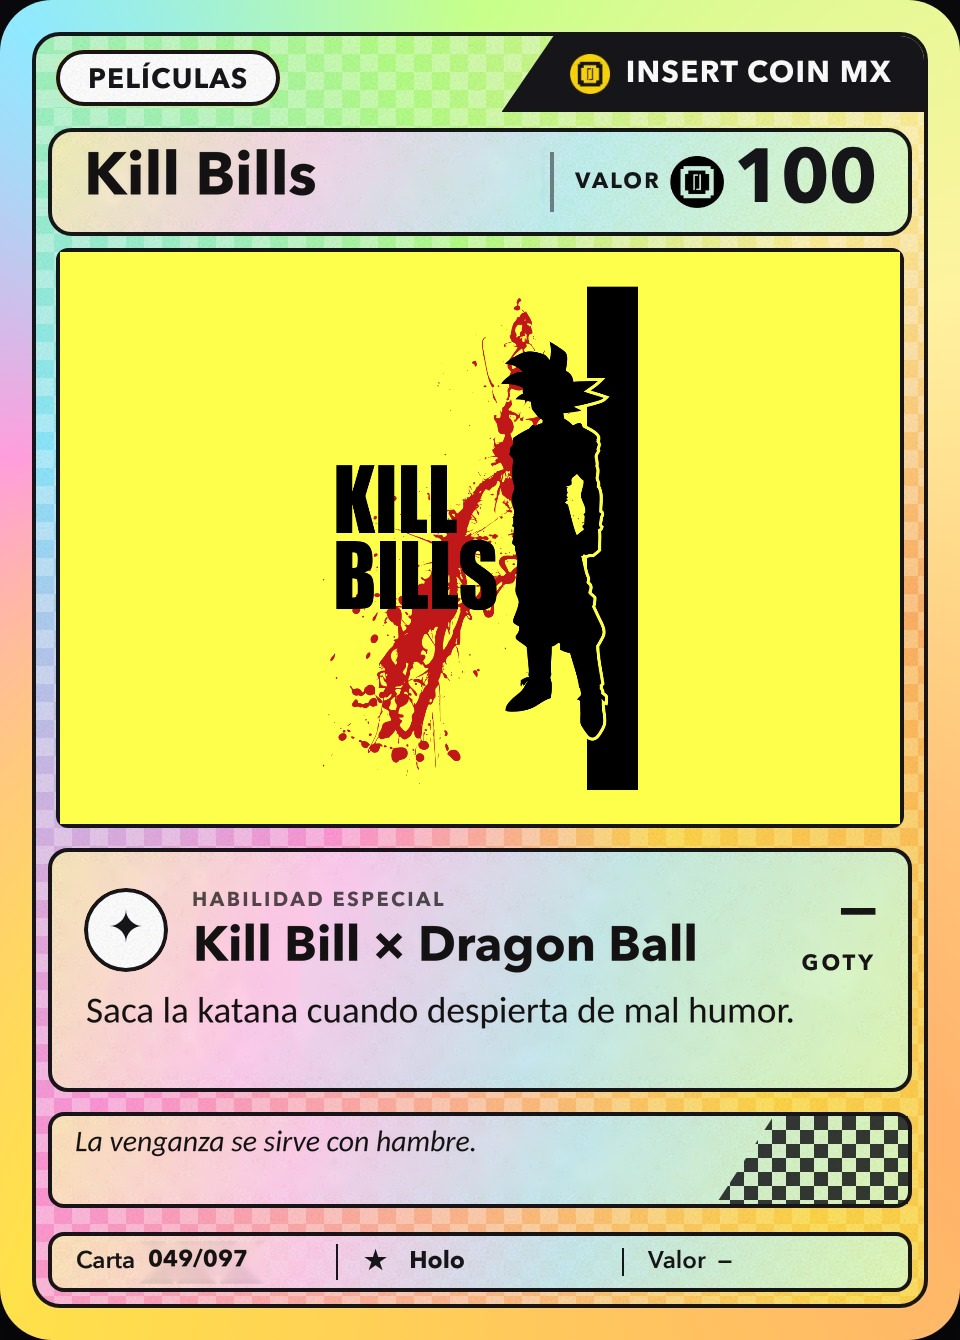 PELÍCULAS
INSERT COIN MX
Kill Bills
VALOR 100
KILL
BILLS
HABILIDAD ESPECIAL
Kill Bill × Dragon Ball
–
GOTY
Saca la katana cuando despierta de mal humor.
La venganza se sirve con hambre.
Carta 049/097 ★ Holo Valor –